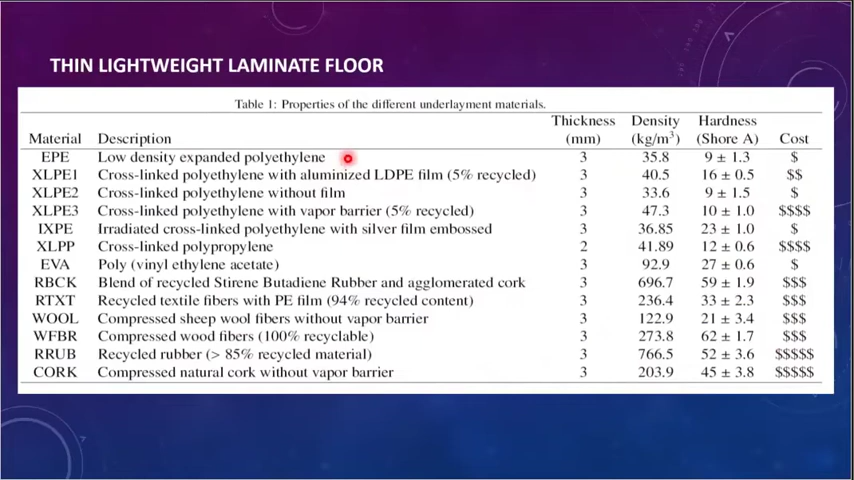 THIN LIGHTWEIGHT LAMINATE FLOOR
Table 1: Properties of the different underlayment materials.
Thickness Density Hardness
Material Description (mm) (kg/m³) (Shore A) Cost
EPE Low density expanded polyethylene 3 35.8 9 ± 1.3 $
XLPE1 Cross-linked polyethylene with aluminized LDPE film (5% recycled) 3 40.5 16 ± 0.5 $$
XLPE2 Cross-linked polyethylene without film 3 33.6 9 ± 1.5 $
XLPE3 Cross-linked polyethylene with vapor barrier (5% recycled) 3 47.3 10 ± 1.0 $$$$
IXPE Irradiated cross-linked polyethylene with silver film embossed 3 36.85 23 ± 1.0 $
XLPP Cross-linked polypropylene 2 41.89 12 ± 0.6 $$$$
EVA Poly (vinyl ethylene acetate) 3 92.9 27 ± 0.6 $
RBCK Blend of recycled Stirene Butadiene Rubber and agglomerated cork 3 696.7 59 ± 1.9 $$$
RTXT Recycled textile fibers with PE film (94% recycled content) 3 236.4 33 ± 2.3 $$$
WOOL Compressed sheep wool fibers without vapor barrier 3 122.9 21 ± 3.4 $$$
WFBR Compressed wood fibers (100% recyclable) 3 273.8 62 ± 1.7 $$$
RRUB Recycled rubber (> 85% recycled material) 3 766.5 52 ± 3.6 $$$$$
CORK Compressed natural cork without vapor barrier 3 203.9 45 ± 3.8 $$$$$